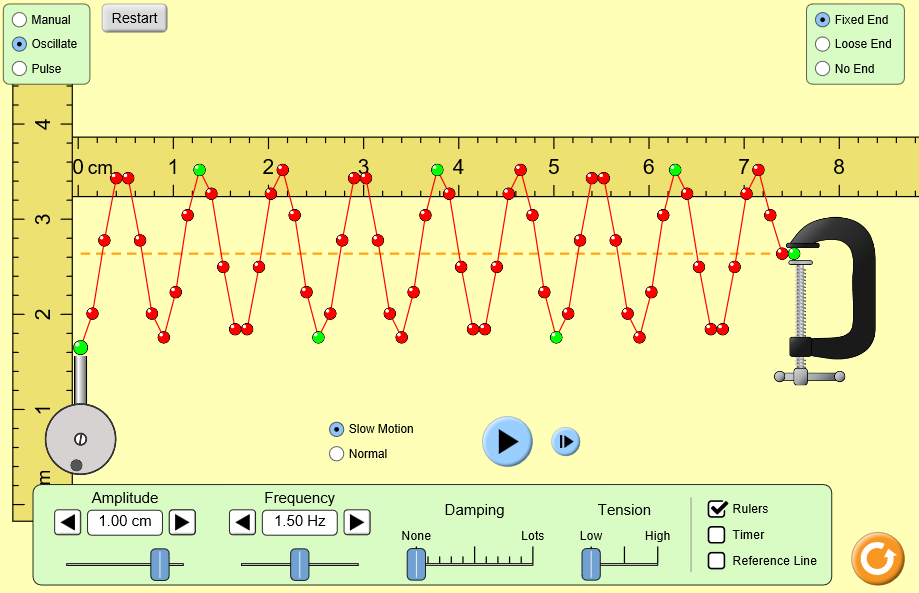 Manual
Oscillate
Pulse
Restart
Fixed End
Loose End
No End
0 cm 1 2 3 4 5 6 7 8
4
3
2
1
m
Slow Motion
Normal
Amplitude
1.00 cm
Frequency
1.50 Hz
Damping
None Lots
Tension
Low High
Rulers
Timer
Reference Line